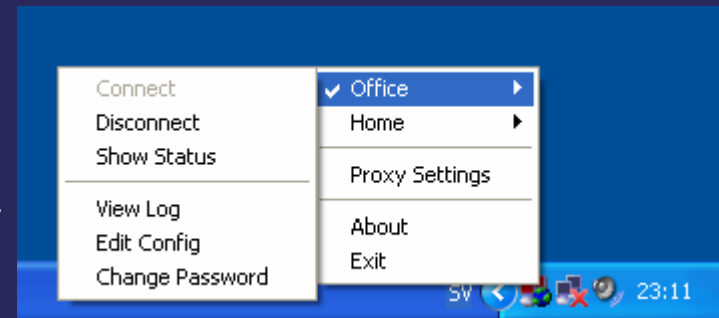 Connect
Disconnect
Show Status
View Log
Edit Config
Change Password
Office
Home
Proxy Settings
About
Exit
SV
23:11